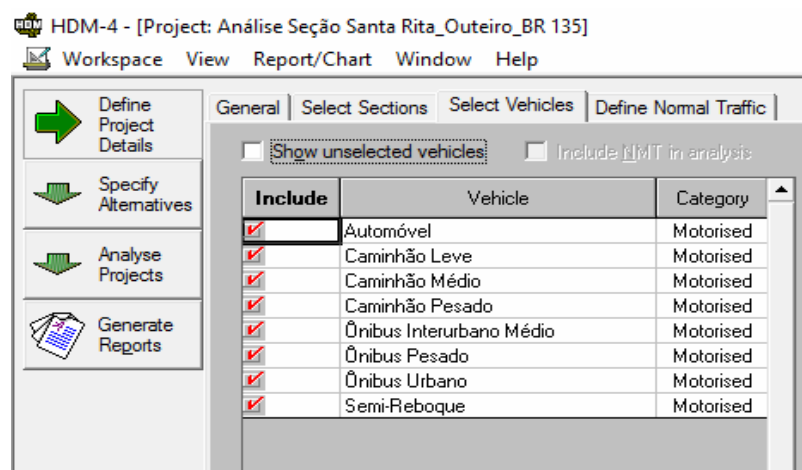 HDM-4 - [Project: Análise Seção Santa Rita_Outeiro_BR 135]
Workspace View Report/Chart Window Help
Define Project Details
Specify Alternatives
Analyse Projects
Generate Reports
General Select Sections Select Vehicles Define Normal Traffic
Show unselected vehicles Include NMT in analysis
Include Vehicle Category
Automóvel Motorised
Caminhão Leve Motorised
Caminhão Médio Motorised
Caminhão Pesado Motorised
Ônibus Interurbano Médio Motorised
Ônibus Pesado Motorised
Ônibus Urbano Motorised
Semi-Reboque Motorised